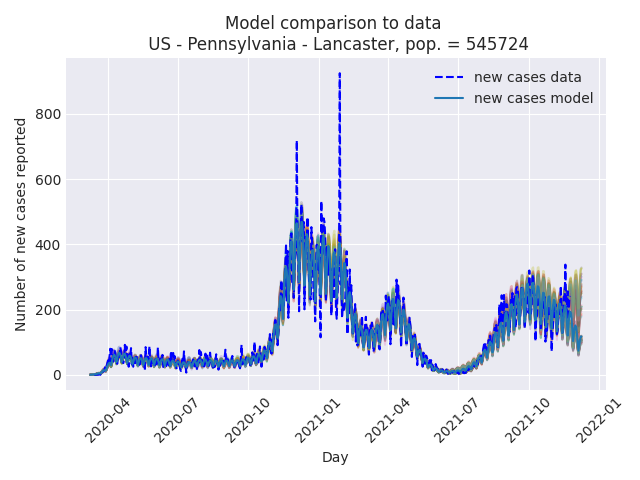 Model comparison to data
US - Pennsylvania - Lancaster, pop. = 545724
new cases data
new cases model
Number of new cases reported
800
600
400
200
0
2020-04
2020-07
2020-10
2021-01
2021-04
2021-07
2021-10
2022-01
Day